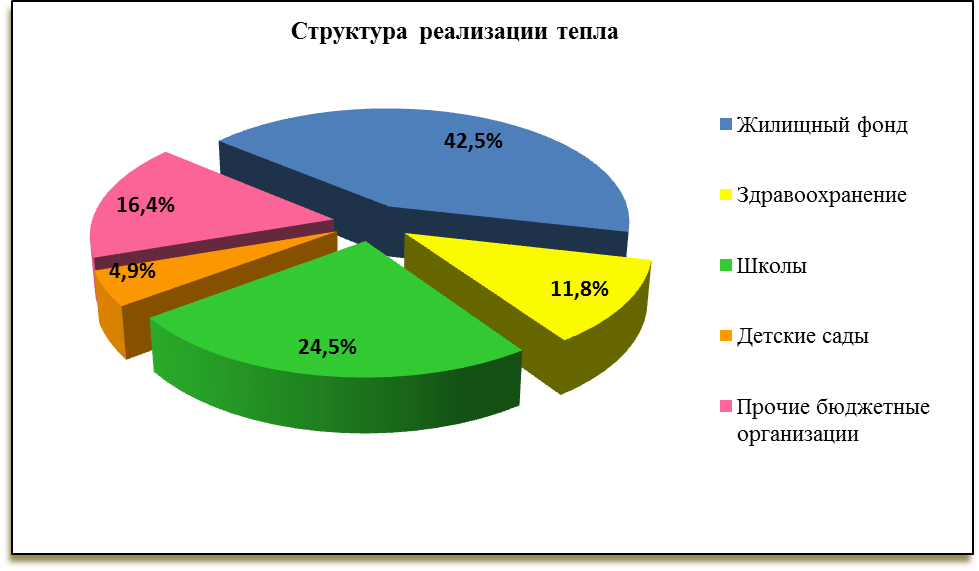 Структура реализации тепла
42,5%
16,4%
4,9%
11,8%
24,5%
Жилищный фонд
Здравоохранение
Школы
Детские сады
Прочие бюджетные
организации